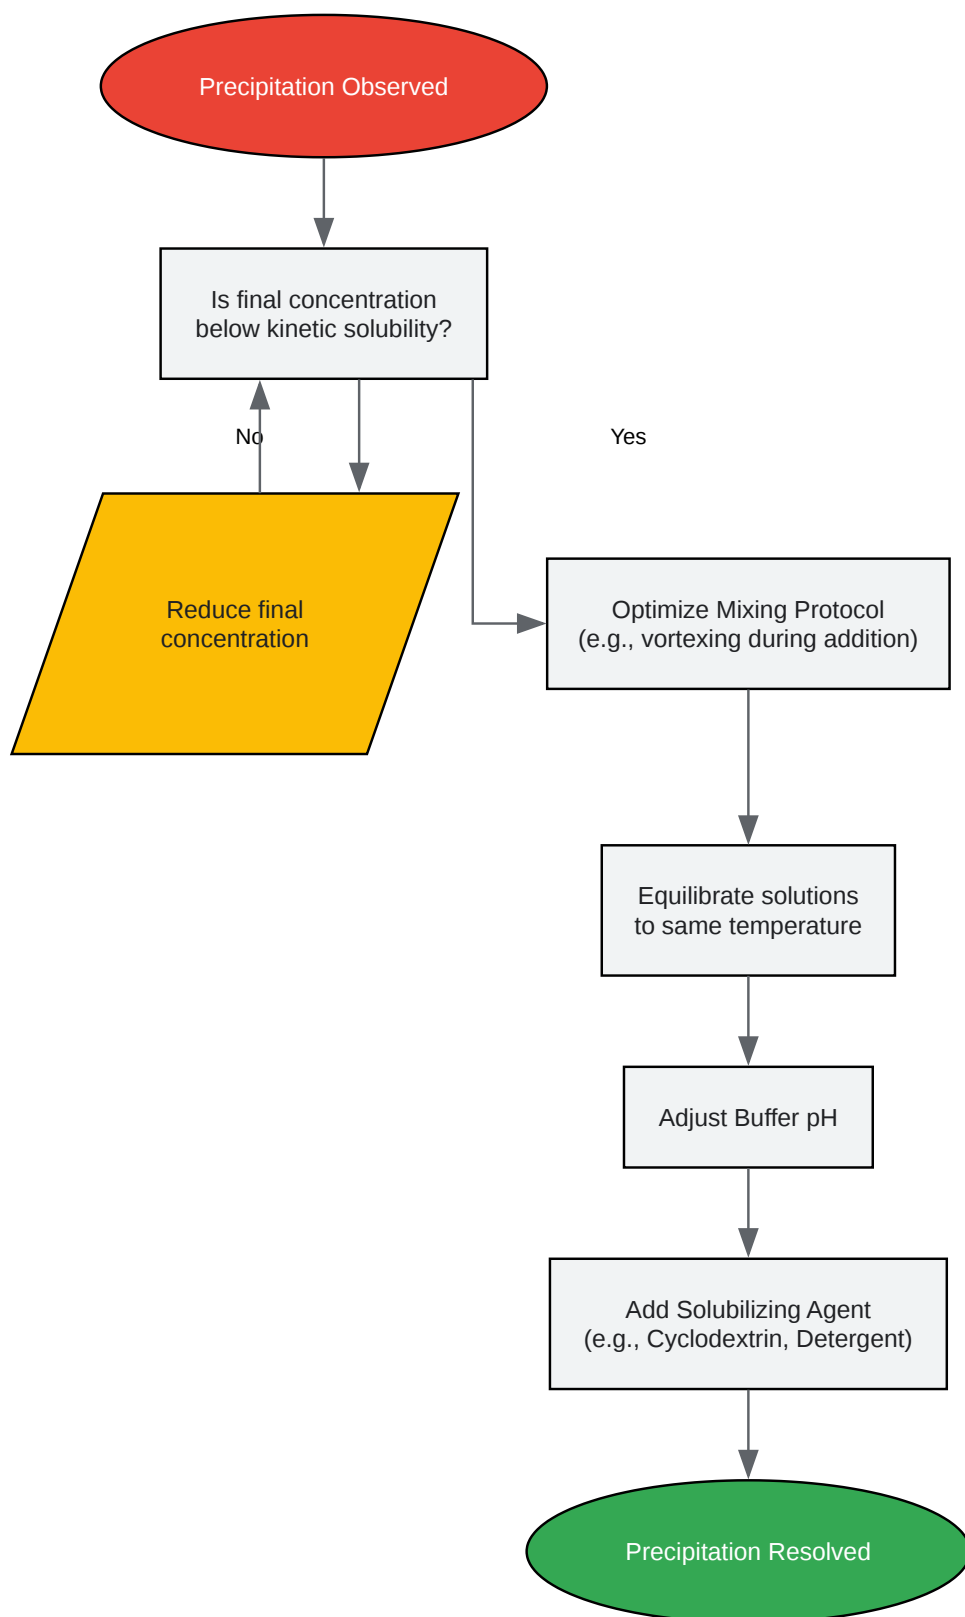 Precipitation Observed
Is final concentration
below kinetic solubility?
No
Yes
Reduce final
concentration
Optimize Mixing Protocol
(e.g., vortexing during addition)
Equilibrate solutions
to same temperature
Adjust Buffer pH
Add Solubilizing Agent
(e.g., Cyclodextrin, Detergent)
Precipitation Resolved